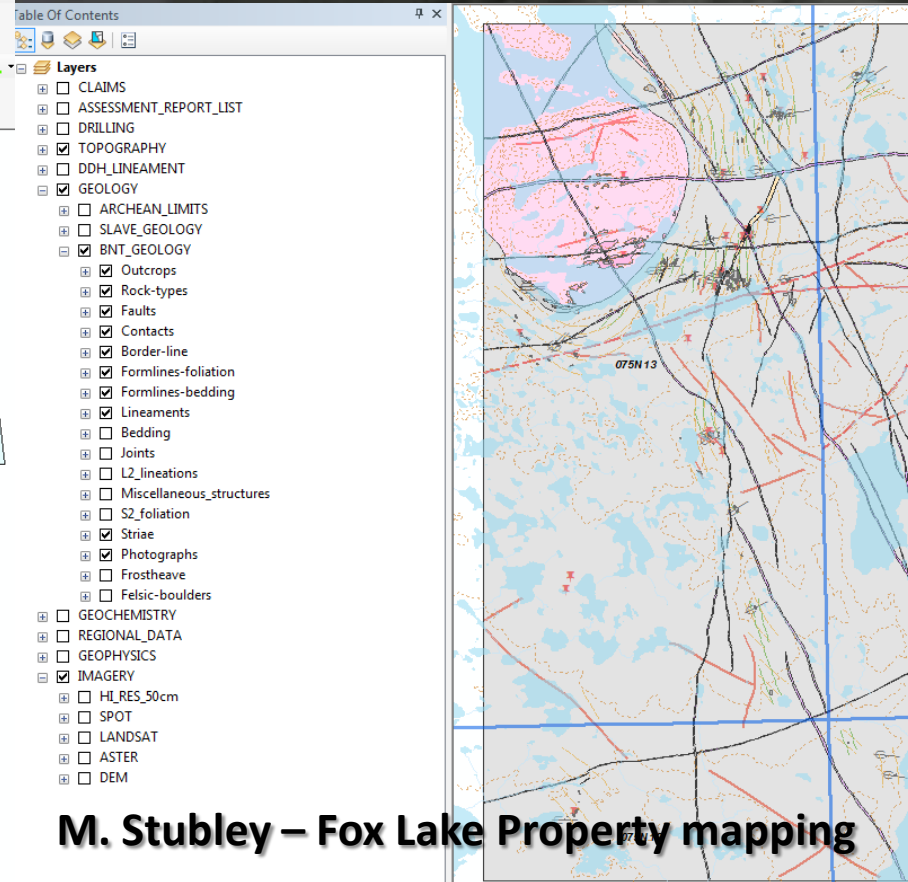 Table Of Contents
Layers
CLAIMS
ASSESSMENT_REPORT_LIST
DRILLING
TOPOGRAPHY
DDH_LINEAMENT
GEOLOGY
ARCHEAN_LIMITS
SLAVE_GEOLOGY
BNT_GEOLOGY
Outcrops
Rock-types
Faults
Contacts
Border-line
Formlines-foliation
Formlines-bedding
Lineaments
Bedding
Joints
L2_lineations
Miscellaneous_structures
S2_foliation
Striae
Photographs
Frostheave
Felsic-boulders
GEOCHEMISTRY
REGIONAL_DATA
GEOPHYSICS
IMAGERY
HI_RES_50cm
SPOT
LANDSAT
ASTER
DEM
075N13
M. Stubley – Fox Lake Property mapping